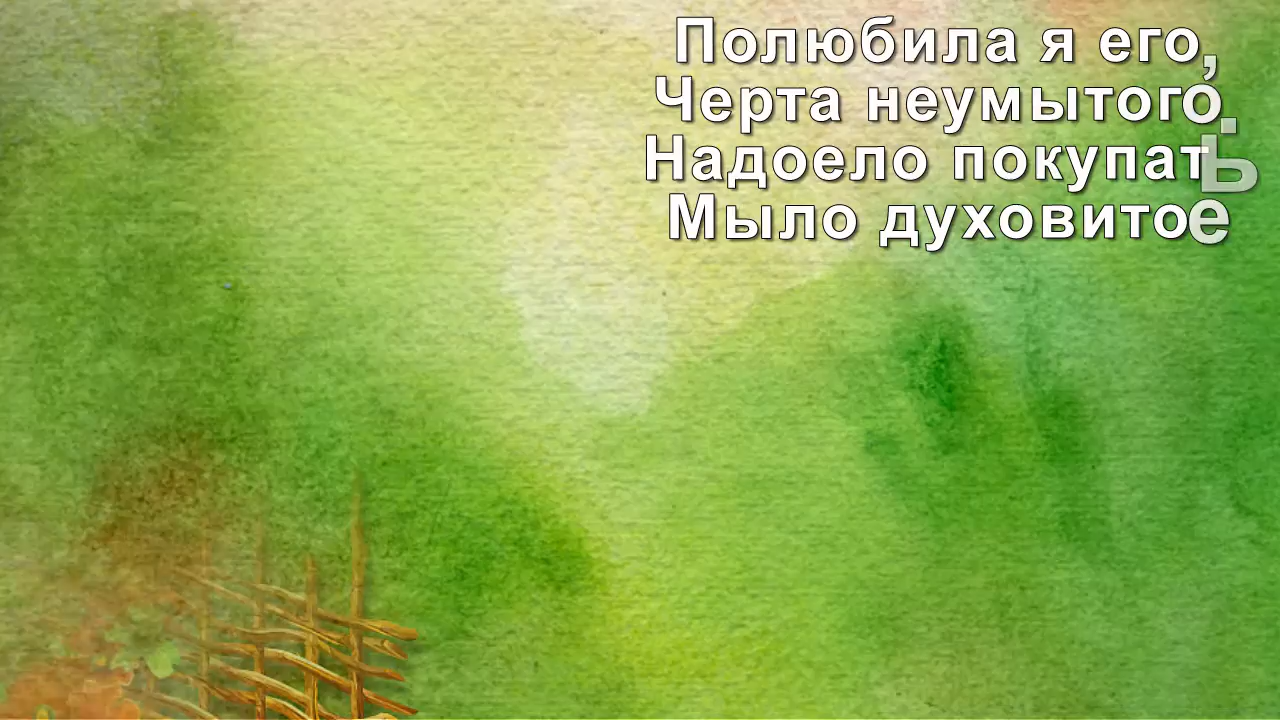 Полюбила я его,
Черта неумытого.
Надоело покупать
Мыло духовитое